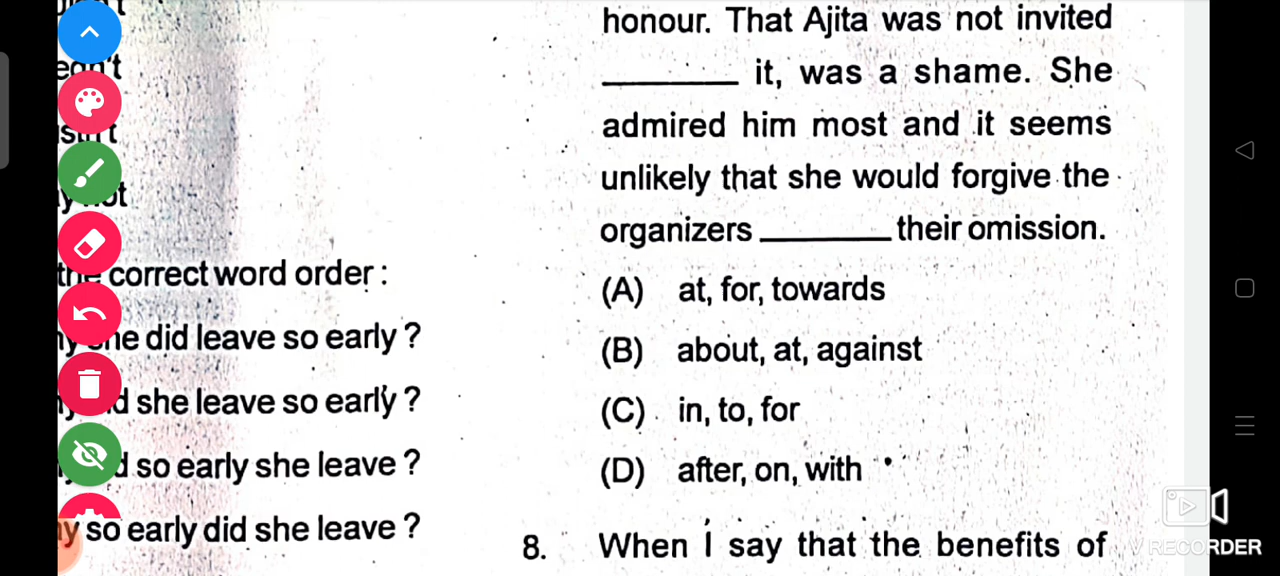 the correct word order :
she did leave so early ?
she leave so early ?
so early she leave ?
so early did she leave ?
honour. That Ajita was not invited
________ it, was a shame. She
admired him most and it seems
unlikely that she would forgive the
organizers ________ their omission.
(A) at, for, towards
(B) about, at, against
(C) in, to, for
(D) after, on, with
8. When I say that the benefits of
RECORDER